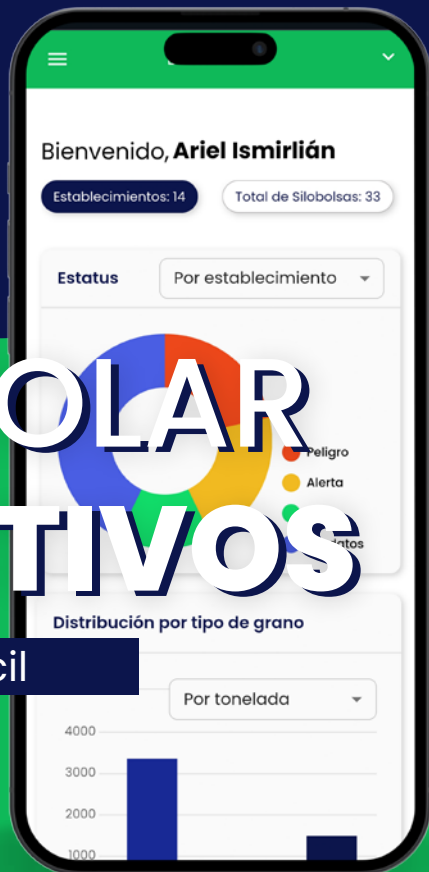 Bienvenido, Ariel Ismirlián
Establecimientos: 14
Total de Silobolsas: 33
Estatus
Por establecimiento
OLAR
Peligro
Alerta
TIVOS
Distribución por tipo de grano
cil
Por tonelada
4000
3000
2000
1000